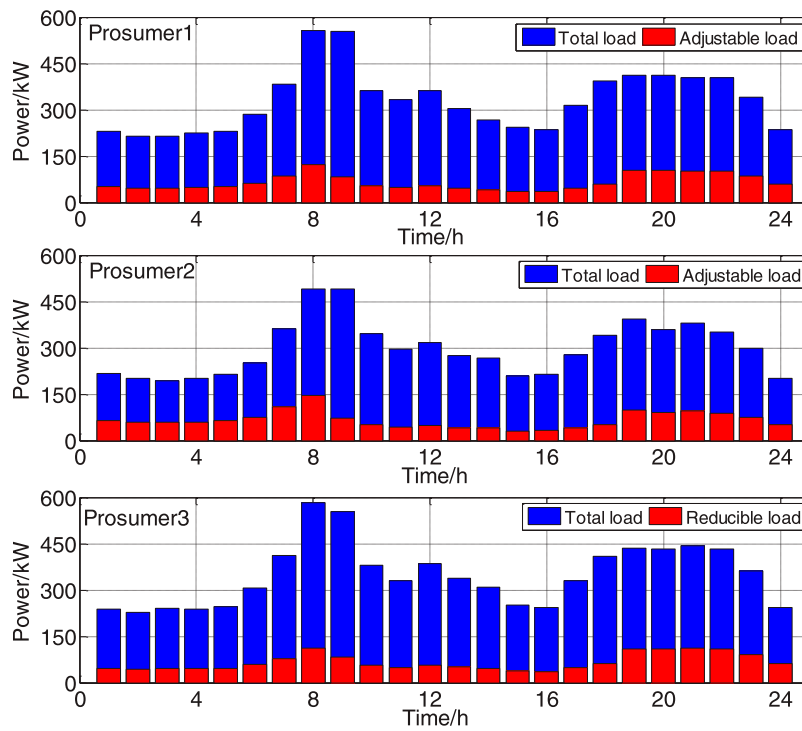 600
Prosumer1
Total load
Adjustable load
450
300
150
0
Power/kW
0 4 8 12 16 20 24
Time/h
600
Prosumer2
Total load
Adjustable load
450
300
150
0
Power/kW
0 4 8 12 16 20 24
Time/h
600
Prosumer3
Total load
Reducible load
450
300
150
0
Power/kW
0 4 8 12 16 20 24
Time/h